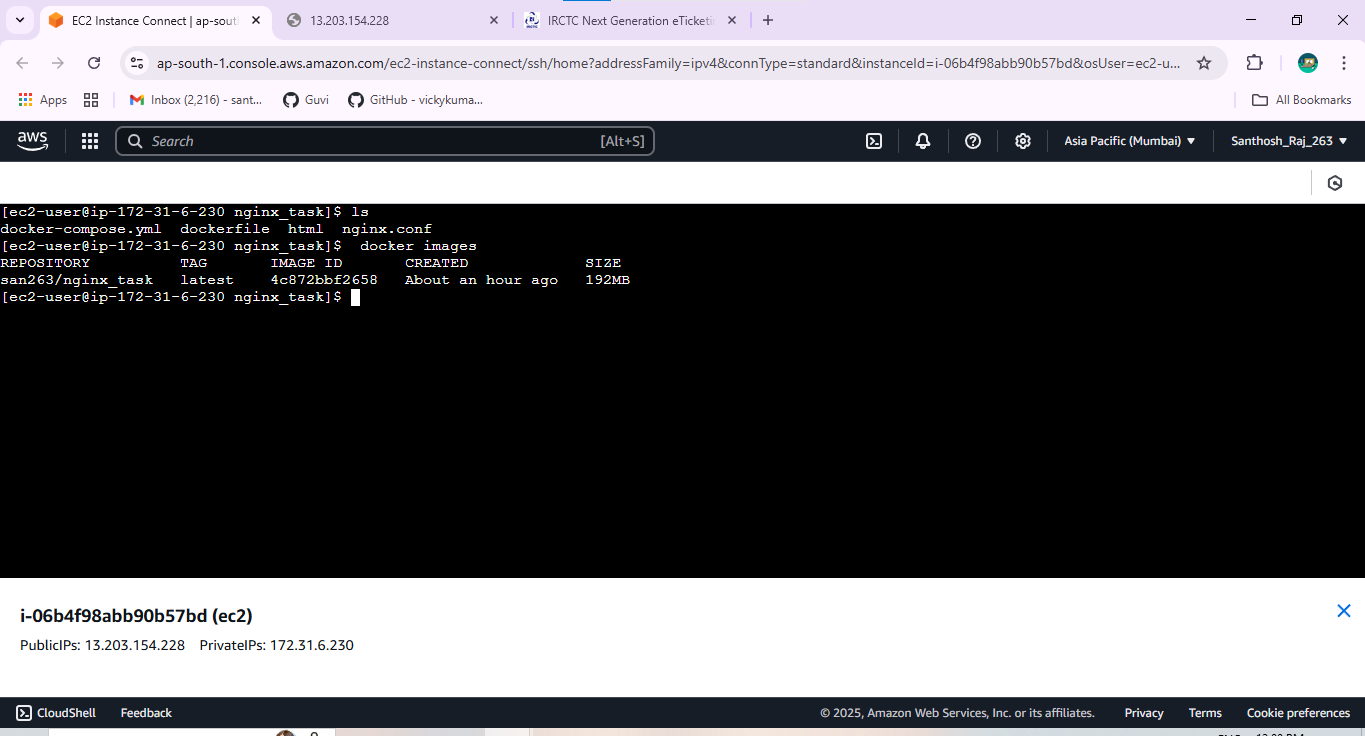 EC2 Instance Connect | ap-sout
13.203.154.228
IRCTC Next Generation eTicketi
ap-south-1.console.aws.amazon.com/ec2-instance-connect/ssh/home?addressFamily=ipv4&connType=standard&instanceId=i-06b4f98abb90b57bd&osUser=ec2-u...
Apps
Inbox (2,216) - sant...
Guvi
GitHub - vickykuma...
All Bookmarks
aws
Search
[Alt+S]
Asia Pacific (Mumbai)
Santhosh_Raj_263
[ec2-user@ip-172-31-6-230 nginx_task]$ ls
docker-compose.yml dockerfile html nginx.conf
[ec2-user@ip-172-31-6-230 nginx_task]$ docker images
REPOSITORY TAG IMAGE ID CREATED SIZE
san263/nginx_task latest 4c872bbf2658 About an hour ago 192MB
[ec2-user@ip-172-31-6-230 nginx_task]$
i-06b4f98abb90b57bd (ec2)
PublicIPs: 13.203.154.228 PrivateIPs: 172.31.6.230
CloudShell
Feedback
© 2025, Amazon Web Services, Inc. or its affiliates.
Privacy
Terms
Cookie preferences